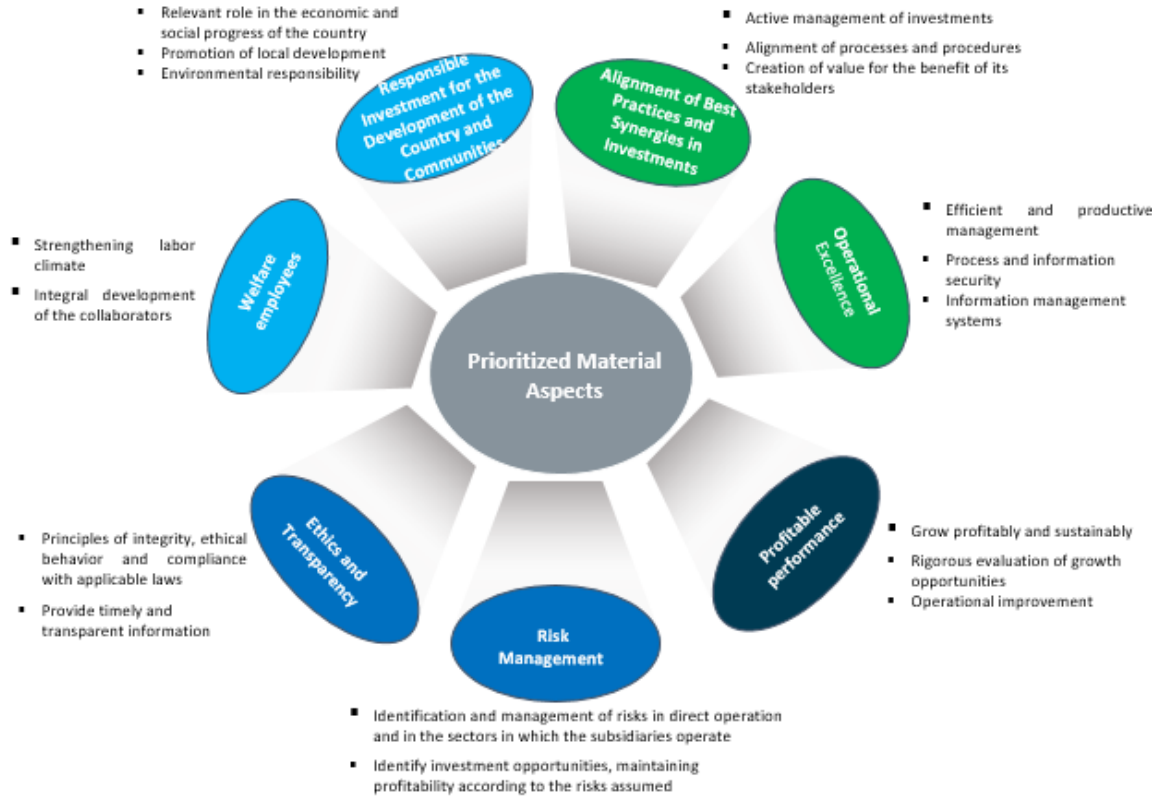 ▪ Relevant role in the economic and
social progress of the country
▪ Promotion of local development
▪ Environmental responsibility
Responsible
Investment for the
Development of the
Country and
Communities
▪ Active management of investments
▪ Alignment of processes and procedures
▪ Creation of value for the benefit of its
stakeholders
Alignment of Best
Practices and
Synergies in
Investments
▪ Efficient and productive
management
▪ Process and information
security
▪ Information management
systems
Operational
Excellence
▪ Strengthening labor
climate
▪ Integral development
of the collaborators
Welfare
employees
Prioritized Material
Aspects
▪ Principles of integrity, ethical
behavior and compliance
with applicable laws
▪ Provide timely and
transparent information
Ethics and
Transparency
Profitable
performance
▪ Grow profitably and sustainably
▪ Rigorous evaluation of growth
opportunities
▪ Operational improvement
Risk
Management
▪ Identification and management of risks in direct operation
and in the sectors in which the subsidiaries operate
▪ Identify investment opportunities, maintaining
profitability according to the risks assumed